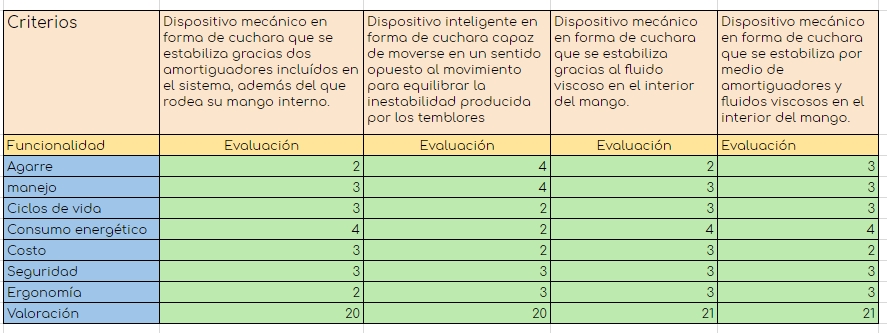 Criterios
Dispositivo mecánico en
forma de cuchara que se
estabiliza gracias dos
amortiguadores incluídos en
el sistema, además del que
rodea su mango interno.
Dispositivo inteligente en
forma de cuchara capaz
de moverse en un sentido
opuesto al movimiento
para equilibrar la
inestabilidad producida
por los temblores
Dispositivo mecánico
en forma de cuchara
que se estabiliza
gracias al fluido
viscoso en el interior
del mango.
Dispositivo mecánico
en forma de cuchara
que se estabiliza por
medio de
amortiguadores y
fluidos viscosos en el
interior del mango.
Funcionalidad Evaluación Evaluación Evaluación Evaluación
Agarre 2 4 2 3
manejo 3 4 3 3
Ciclos de vida 3 2 3 3
Consumo energético 4 2 4 4
Costo 3 2 3 2
Seguridad 3 3 3 3
Ergonomía 2 3 3 3
Valoración 20 20 21 21